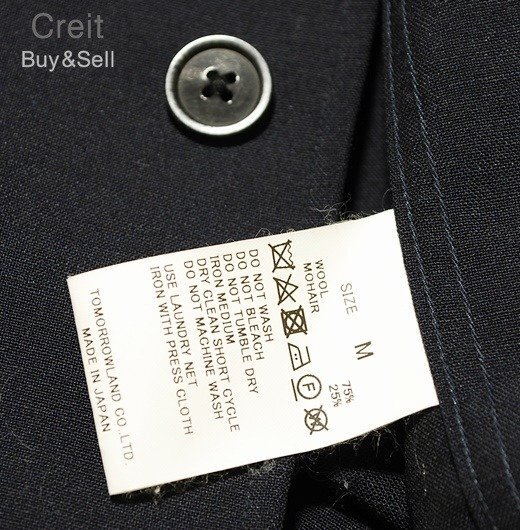 Creit
Buy&Sell
SIZE M
WOOL 75%
MOHAIR 25%
F
DO NOT WASH
DO NOT BLEACH
DO NOT TUMBLE DRY
IRON MEDIUM
DRY CLEAN SHORT CYCLE
DO NOT MACHINE WASH
USE LAUNDRY NET
IRON WITH PRESS CLOTH
TOMORROWLAND CO.,LTD.
MADE IN JAPAN